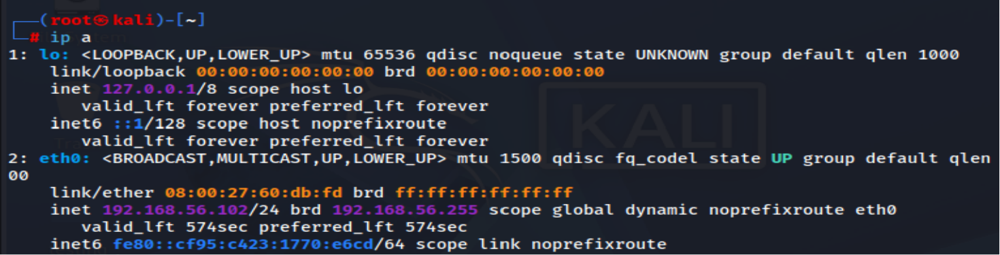 (root㉿kali)-[~]
# ip a
1: lo: <LOOPBACK,UP,LOWER_UP> mtu 65536 qdisc noqueue state UNKNOWN group default qlen 1000
link/loopback 00:00:00:00:00:00 brd 00:00:00:00:00:00
inet 127.0.0.1/8 scope host lo
valid_lft forever preferred_lft forever
inet6 ::1/128 scope host noprefixroute
valid_lft forever preferred_lft forever
2: eth0: <BROADCAST,MULTICAST,UP,LOWER_UP> mtu 1500 qdisc fq_codel state UP group default qlen
00
link/ether 08:00:27:60:db:fd brd ff:ff:ff:ff:ff:ff
inet 192.168.56.102/24 brd 192.168.56.255 scope global dynamic noprefixroute eth0
valid_lft 574sec preferred_lft 574sec
inet6 fe80::cf95:c423:1770:e6cd/64 scope link noprefixroute
KALI